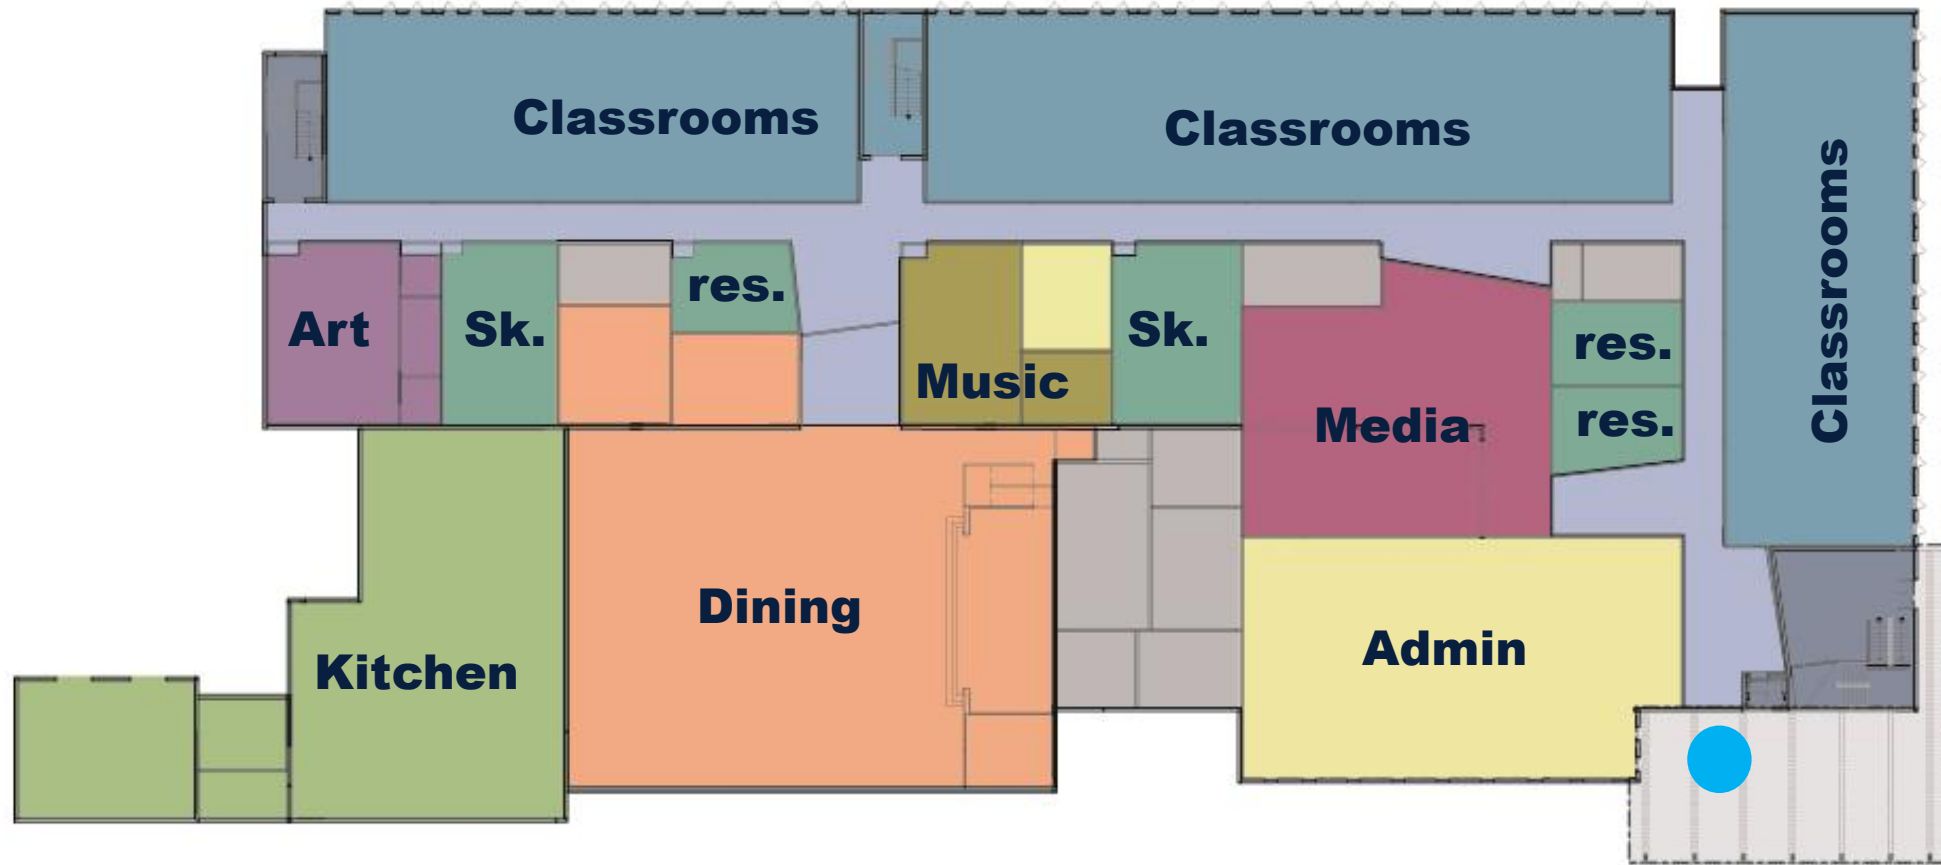 Classrooms
Classrooms
Classrooms
Art
Sk.
res.
Music
Sk.
Media
res.
res.
Kitchen
Dining
Admin